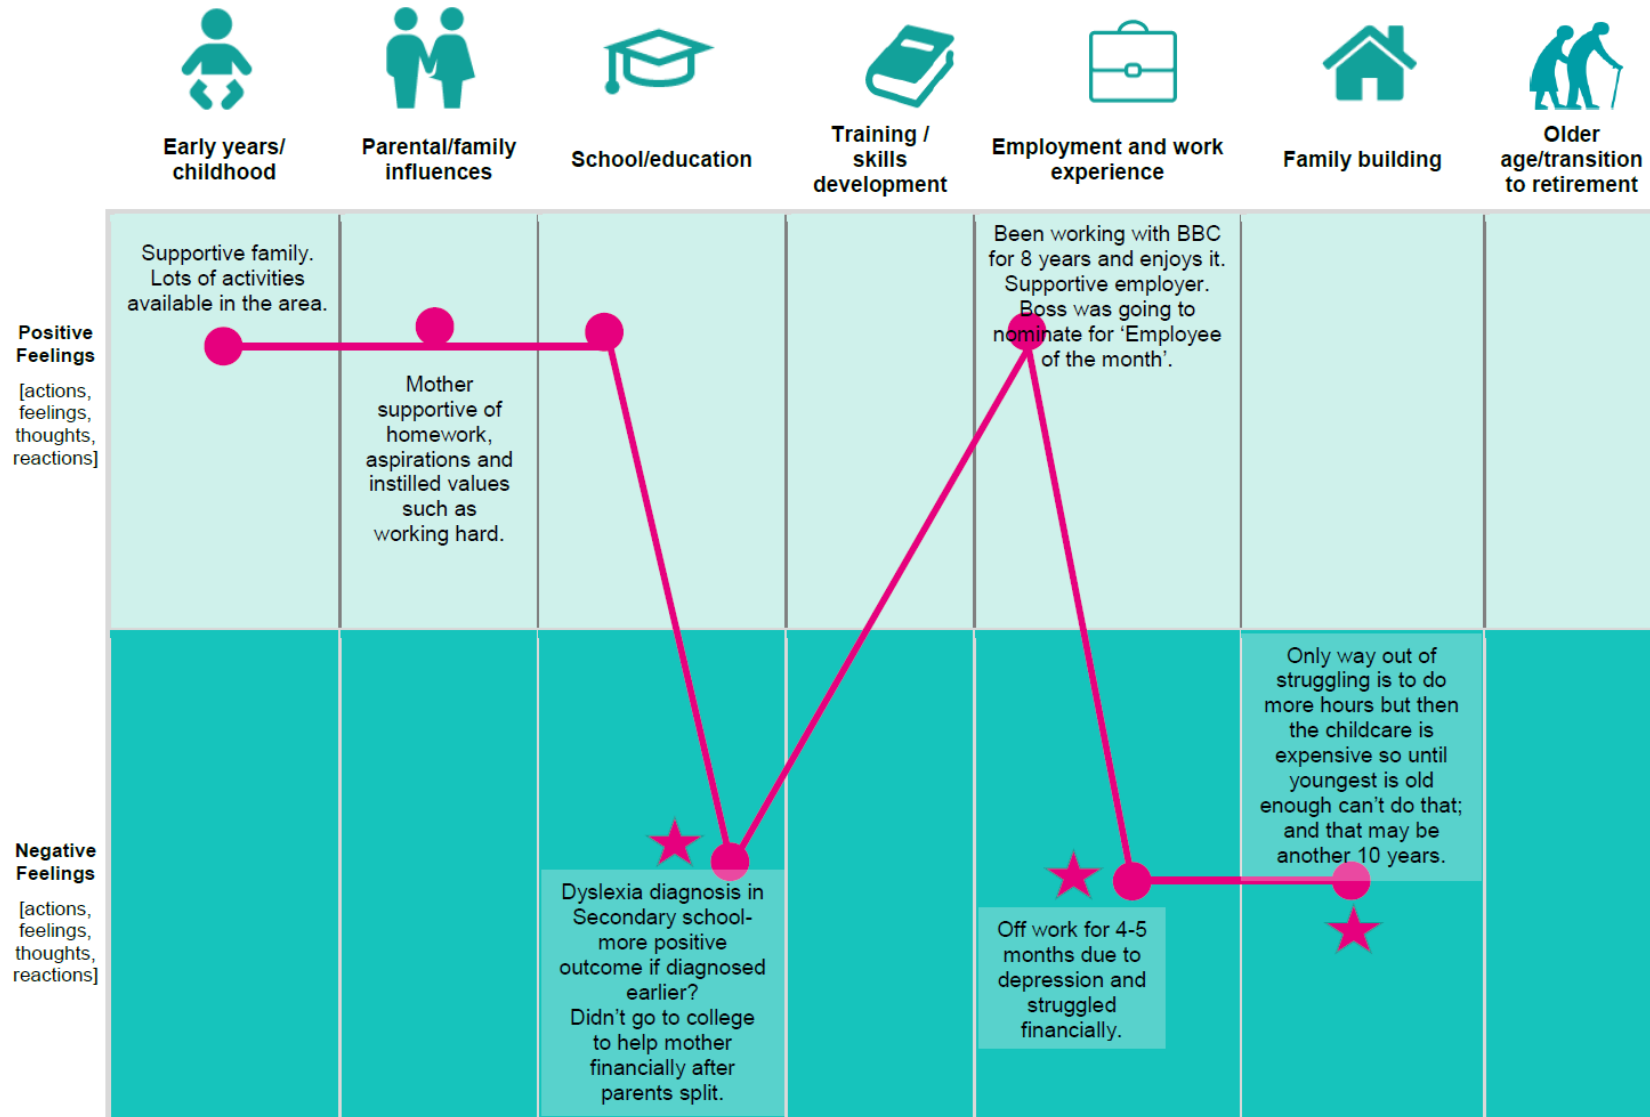 Early years/
childhood
Parental/family
influences
School/education
Training /
skills
development
Employment and work
experience
Family building
Older
age/transition
to retirement
Positive
Feelings
[actions,
feelings,
thoughts,
reactions]
Supportive family.
Lots of activities
available in the area.
Mother
supportive of
homework,
aspirations and
instilled values
such as
working hard.
Been working with BBC
for 8 years and enjoys it.
Supportive employer.
Boss was going to
nominate for ‘Employee
of the month’.
Negative
Feelings
[actions,
feelings,
thoughts,
reactions]
Dyslexia diagnosis in
Secondary school-
more positive
outcome if diagnosed
earlier?
Didn’t go to college
to help mother
financially after
parents split.
Off work for 4-5
months due to
depression and
struggled
financially.
Only way out of
struggling is to do
more hours but then
the childcare is
expensive so until
youngest is old
enough can’t do that;
and that may be
another 10 years.